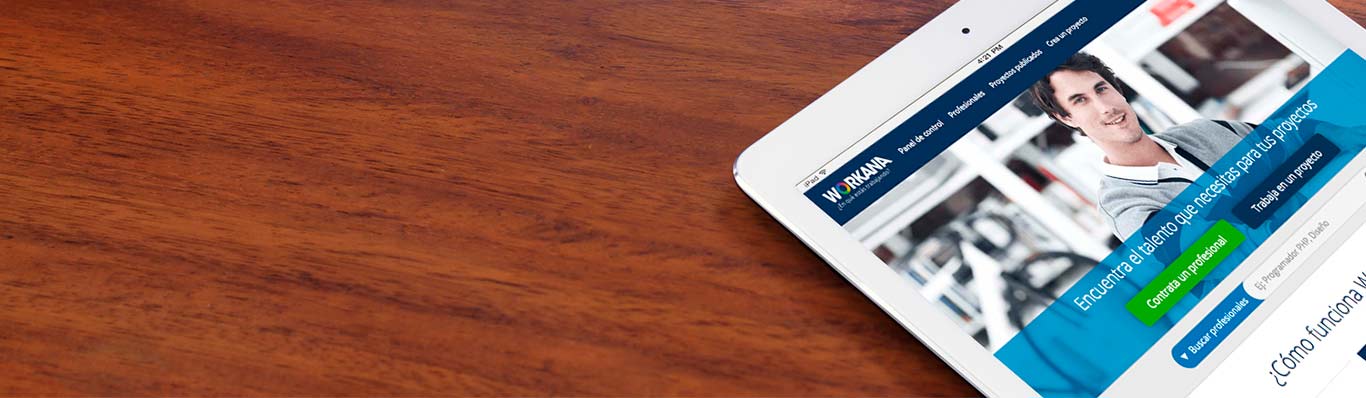 iPad
4:21 PM
WORKANA
¿En qué estás trabajando?
Panel de control
Profesionales
Proyectos publicados
Crea un proyecto
Encuentra el talento que necesitas para tus proyectos
Contrata un profesional
Trabaja en un proyecto
▼ Buscar profesionales
Ej: Programador PHP, Diseño
¿Cómo funciona W